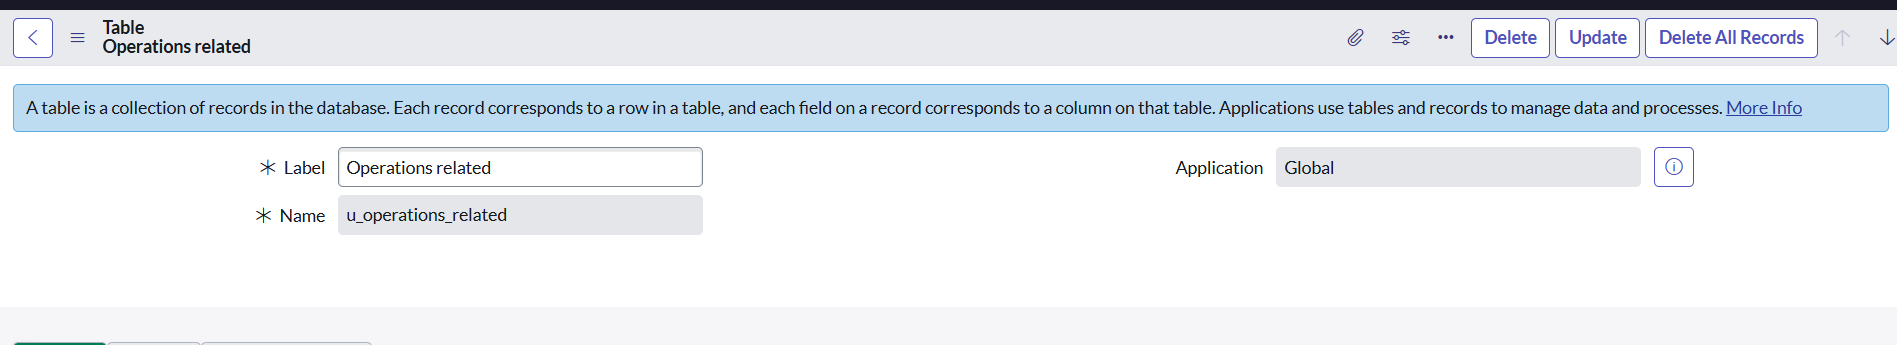 Table
Operations related
Delete
Update
Delete All Records
A table is a collection of records in the database. Each record corresponds to a row in a table, and each field on a record corresponds to a column on that table. Applications use tables and records to manage data and processes. More Info
Label
Operations related
Application
Global
Name
u_operations_related